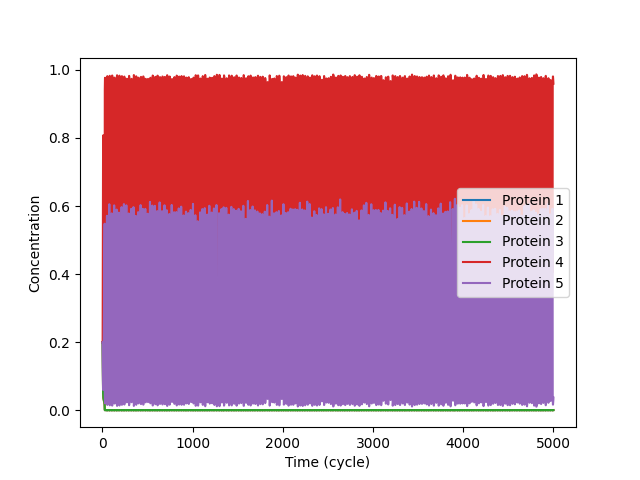 1.0
0.8
0.6
0.4
0.2
0.0
Concentration
Protein 1
Protein 2
Protein 3
Protein 4
Protein 5
0 1000 2000 3000 4000 5000
Time (cycle)